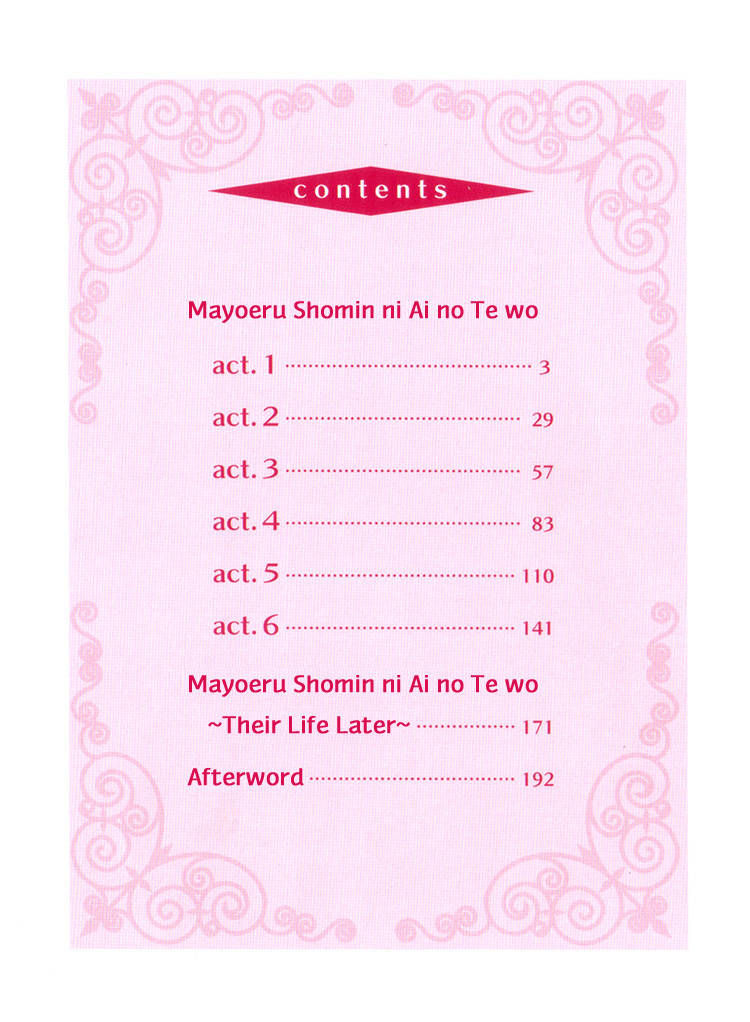 contents
Mayoeru Shomin ni Ai no Te wo
act. 1 ········································ 3
act. 2 ······································ 29
act. 3 ······································ 57
act. 4 ······································ 83
act. 5 ····································· 110
act. 6 ····································· 141
Mayoeru Shomin ni Ai no Te wo
~Their Life Later~ ················ 171
Afterword ································· 192